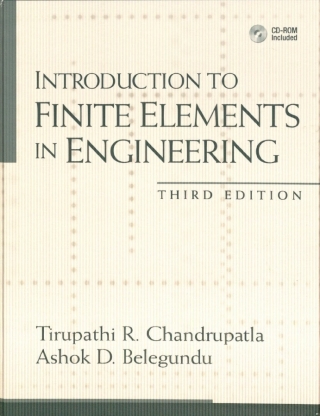 CD-ROM
Included
INTRODUCTION TO
FINITE ELEMENTS
IN ENGINEERING
THIRD EDITION
Tirupathi R. Chandrupatla
Ashok D. Belegundu